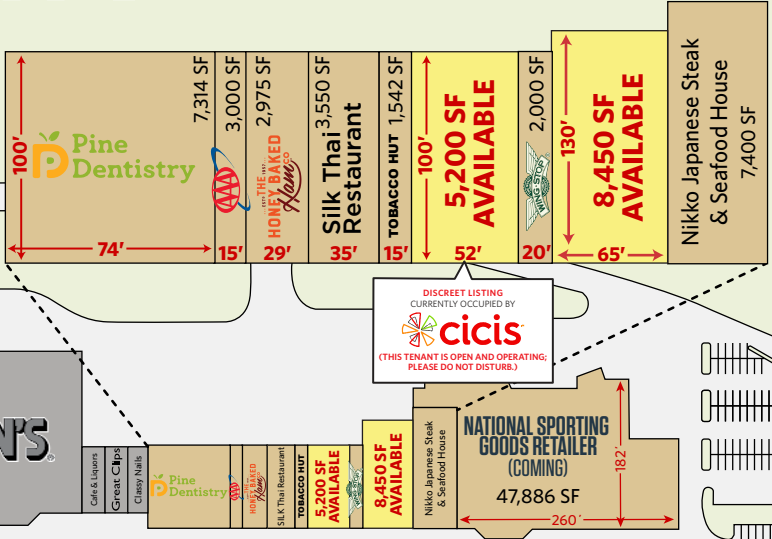 100'
Pine
Dentistry
7,314 SF
74'
3,000 SF
AAA
15'
2,975 SF
THE
HONEY BAKED
Ham
CO
29'
3,550 SF
Silk Thai
Restaurant
35'
TOBACCO HUT 1,542 SF
15'
100'
5,200 SF
AVAILABLE
52'
2,000 SF
WING·STOP
20'
130'
8,450 SF
AVAILABLE
65'
Nikko Japanese Steak
& Seafood House
7,400 SF
DISCREET LISTING
CURRENTLY OCCUPIED BY
cicis
(THIS TENANT IS OPEN AND OPERATING;
PLEASE DO NOT DISTURB.)
N'S
Cafe & Liquors
Great Clips
Classy Nails
Pine
Dentistry
AAA
HONEY BAKED
Ham
SILK Thai Restaurant
TOBACCO HUT
5,200 SF
AVAILABLE
WING·STOP
8,450 SF
AVAILABLE
Nikko Japanese Steak
& Seafood House
NATIONAL SPORTING
GOODS RETAILER
(COMING)
47,886 SF
182'
260'